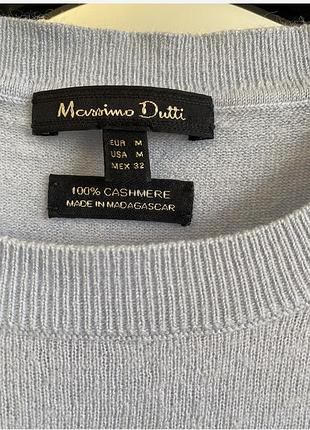 Massimo Dutti
EUR M
USA M
MEX 32
100% CASHMERE
MADE IN MADAGASCAR